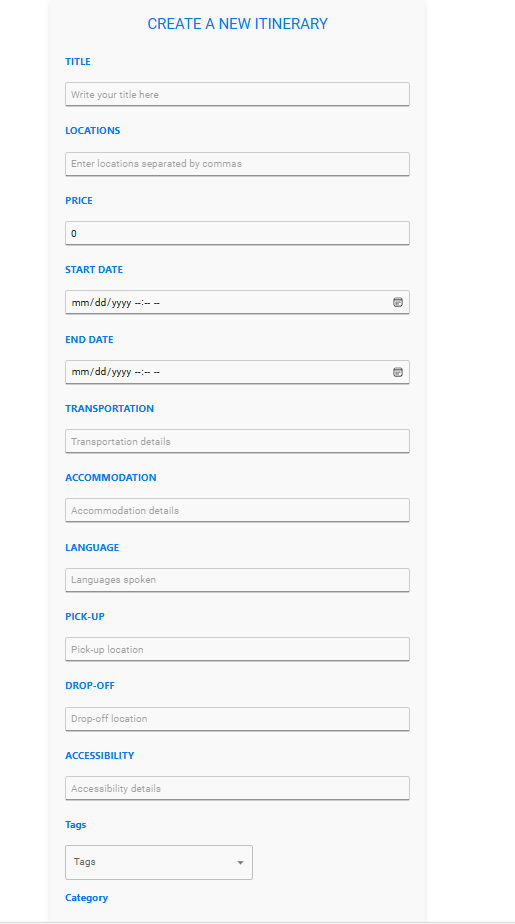 CREATE A NEW ITINERARY
TITLE
Write your title here
LOCATIONS
Enter locations separated by commas
PRICE
0
START DATE
mm/dd/yyyy --:-- --
END DATE
mm/dd/yyyy --:-- --
TRANSPORTATION
Transportation details
ACCOMMODATION
Accommodation details
LANGUAGE
Languages spoken
PICK-UP
Pick-up location
DROP-OFF
Drop-off location
ACCESSIBILITY
Accessibility details
Tags
Tags
Category